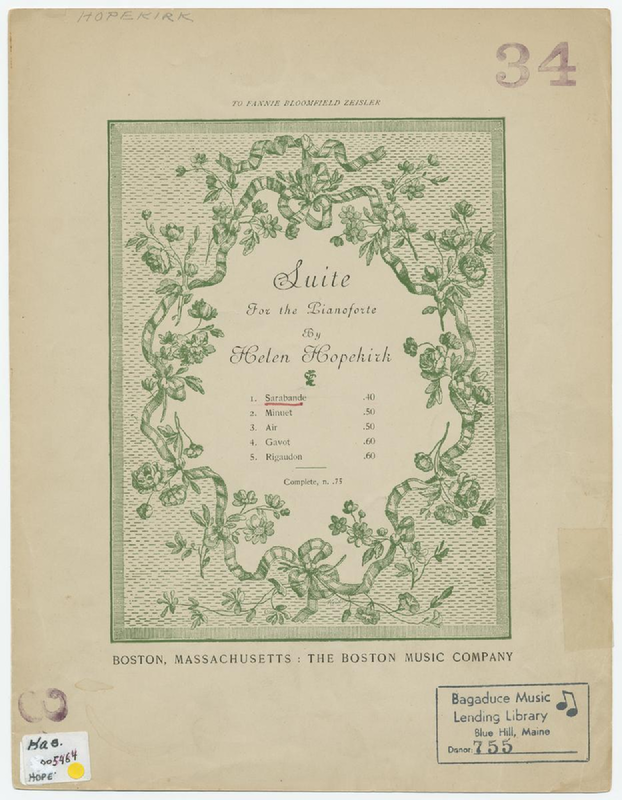 HOPEKIRK
34
TO FANNIE BLOOMFIELD ZEISLER
Suite
For the Pianoforte
By
Helen Hopekirk
1. Sarabande .40
2. Minuet .50
3. Air .50
4. Gavot .60
5. Rigaudon .60
Complete, n. .75
BOSTON, MASSACHUSETTS : THE BOSTON MUSIC COMPANY
Bagaduce Music
Lending Library
Blue Hill, Maine
Donor: 755
005464
HOPE